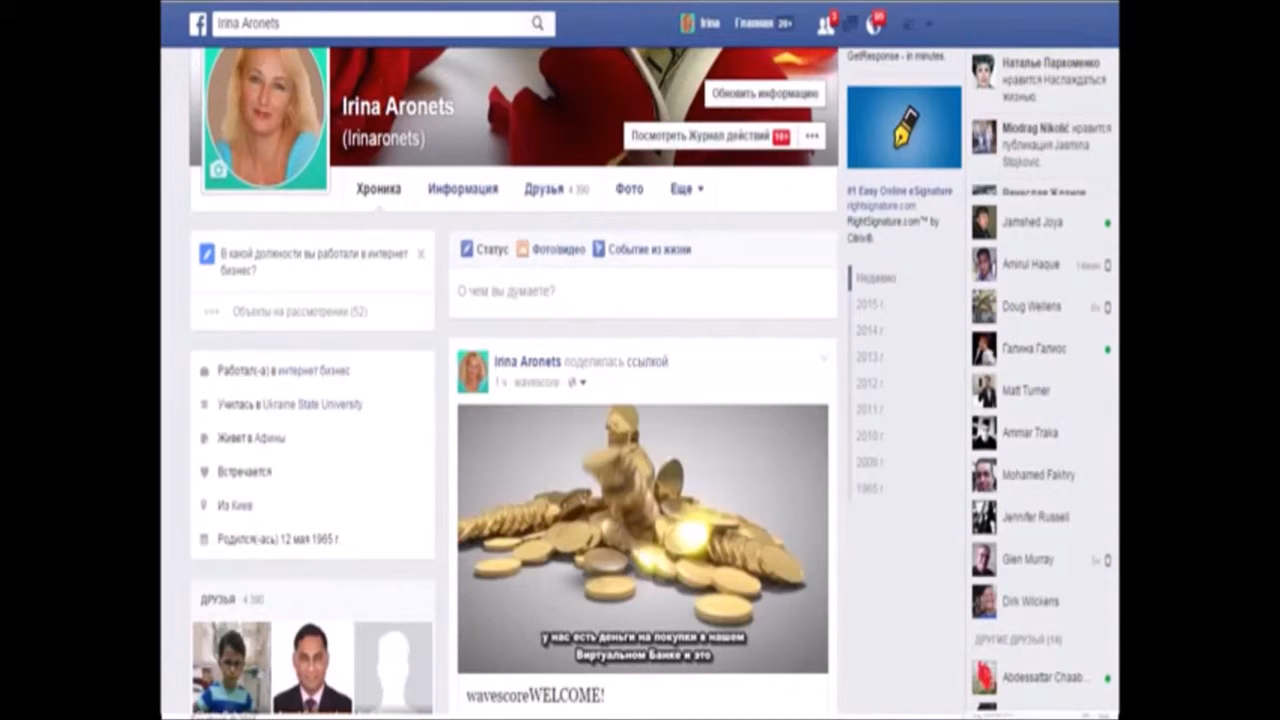 Irina Aronets
Irina
Главная 20+
3
GetResponse - in minutes.
Irina Aronets
(Irinaronets)
Обновить информацию
Посмотреть Журнал действий 10+
Хроника
Информация
Друзья 4 390
Фото
Еще
В какой должности вы работали в интернет
бизнес?
Объекты на рассмотрении (52)
Работал(-а) в интернет бизнес
Училась в Ukraine State University
Живет в Афины
Встречается
Из Киев
Родился(-ась) 12 мая 1965 г.
ДРУЗЬЯ 4 390
Статус
Фото/видео
Событие из жизни
О чем вы думаете?
Irina Aronets поделилась ссылкой
1 ч · wavescore
у нас есть деньги на покупки в нашем
Виртуальном Банке и это
wavescoreWELCOME!
#1 Easy Online eSignature
rightsignature.com
RightSignature.com™ by
Citrix®.
Недавно
2015 г
2014 г
2013 г
2012 г
2011 г
2010 г
2009 г
1965 г
Наталье Пархоменко
нравится Наслаждаться
жизнью.
Miodrag Nikolić нравится
публикация Jasmina
Stojkovic.
Jamshed Joya
Amirul Haque
Doug Wellens
Галина Галиос
Matt Turner
Ammar Traka
Mohamed Fakhry
Jennifer Russell
Glen Murray
Dirk Wilckens
ДРУГИЕ ДРУЗЬЯ (14)
Abdessattar Chaab...